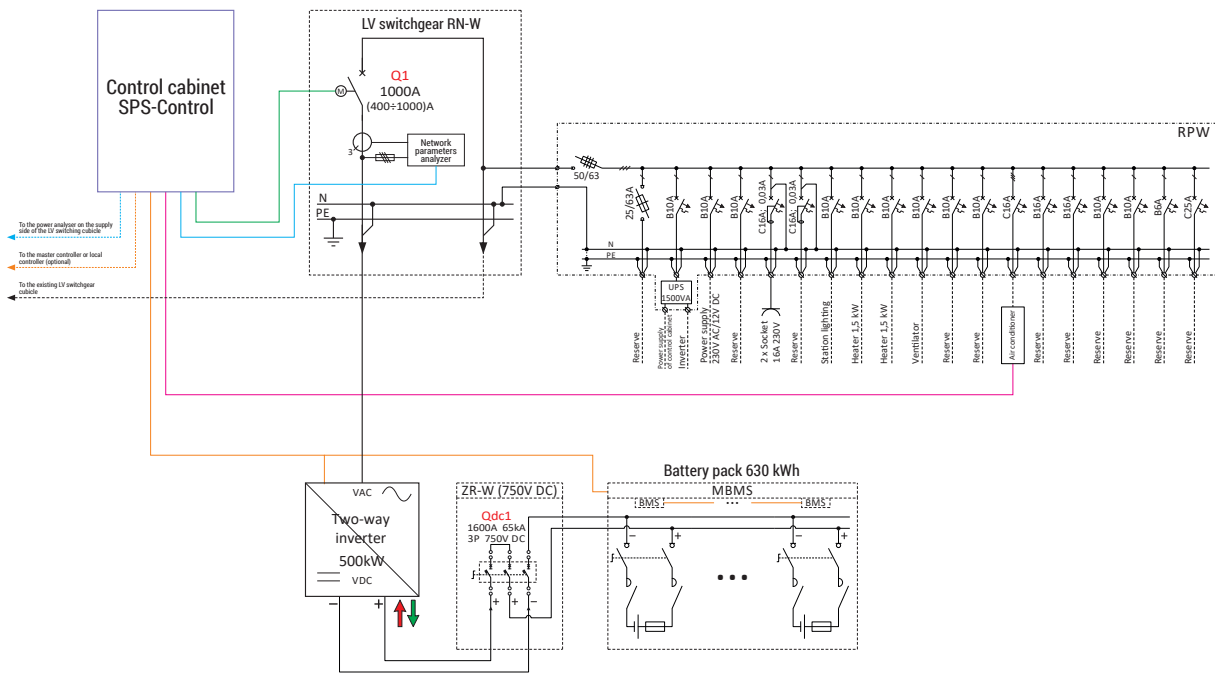 LV switchgear RN-W
Control cabinet
SPS-Control
Q1
1000A
(400÷1000)A
M
3
Network
parameters
analyzer
N
PE
RPW
50/63
25/63A
B10A
B10A
B10A
C16A; 0,03A
C16A; 0,03A
B10A
B10A
B10A
B10A
B10A
B10A
C16A
B16A
B16A
B10A
B10A
B6A
C25A
N
PE
To the power analyser on the supply
side of the LV switching cubicle
To the master controller or local
controller (optional)
To the existing LV switchgear
cubicle
UPS
1500VA
Reserve
Power supply
of control cabinet
Inverter
Power supply
230V AC/12V DC
Reserve
2 x Socket
16A 230V
Reserve
Station lighting
Heater 1,5 kW
Heater 1,5 kW
Ventilator
Reserve
Reserve
Air conditioner
Reserve
Reserve
Reserve
Reserve
Reserve
Reserve
Battery pack 630 kWh
VAC
Two-way
inverter
500kW
VDC
− +
ZR-W (750V DC)
Qdc1
1600A 65kA
3P 750V DC
+ + −
MBMS
BMS ••• BMS
− + − +
•••